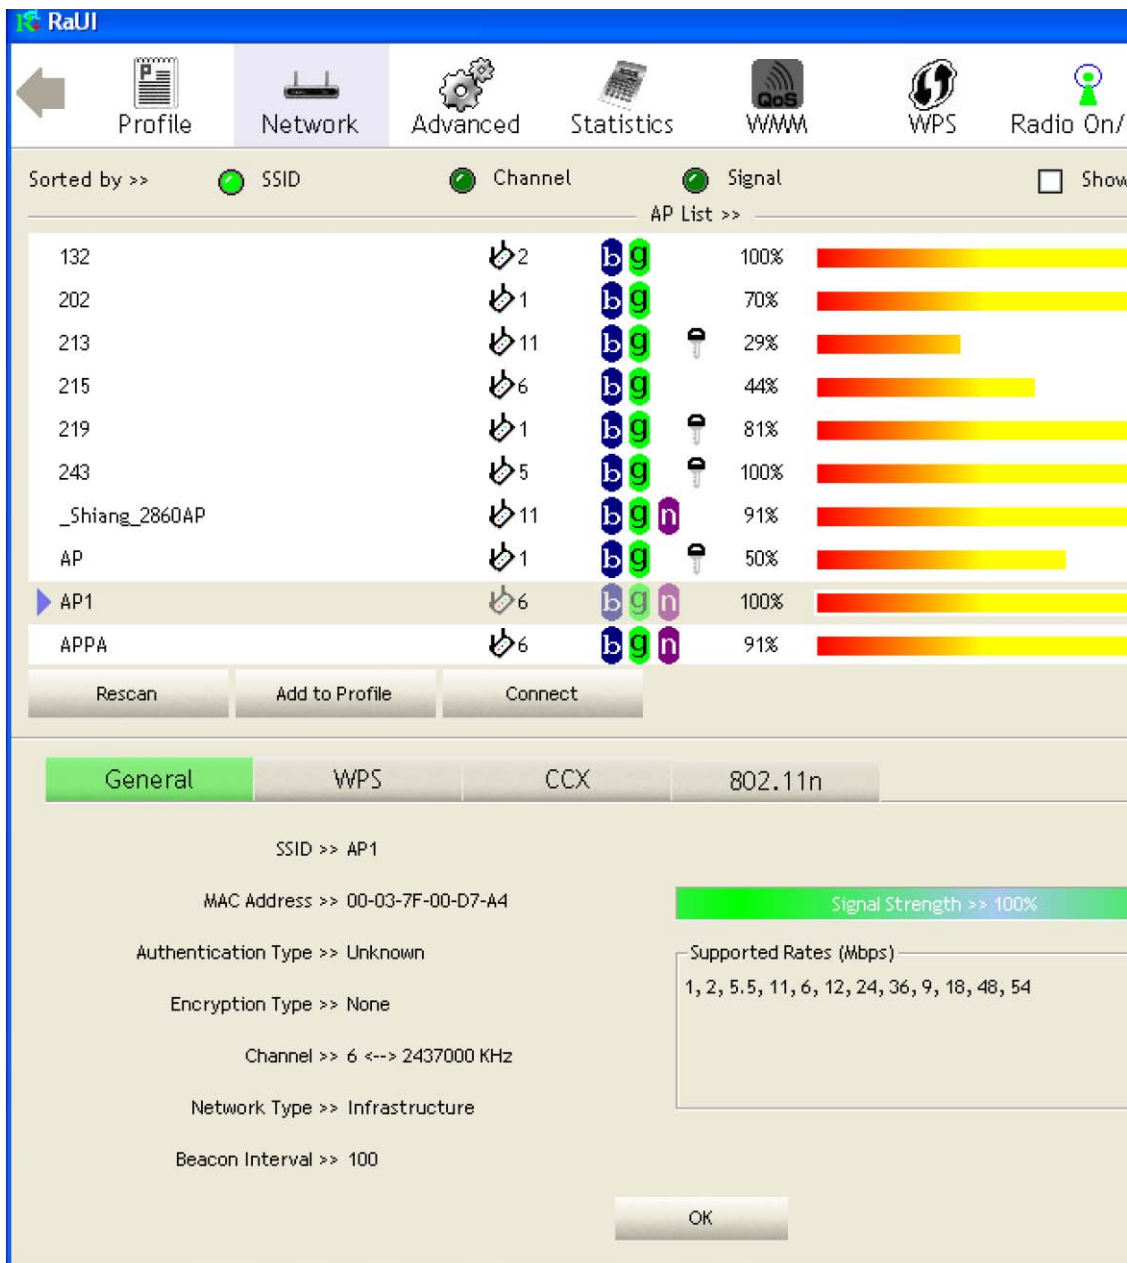 RaUI
Profile Network Advanced Statistics QoS WMM WPS Radio On/
Sorted by >> SSID Channel Signal Show
AP List >>
132 2 b g 100%
202 1 b g 70%
213 11 b g 29%
215 6 b g 44%
219 1 b g 81%
243 5 b g 100%
_Shiang_2860AP 11 b g n 91%
AP 1 b g 50%
AP1 6 b g n 100%
APPA 6 b g n 91%
Rescan Add to Profile Connect
General WPS CCX 802.11n
SSID >> AP1
MAC Address >> 00-03-7F-00-D7-A4
Signal Strength >> 100%
Authentication Type >> Unknown
Supported Rates (Mbps)
1, 2, 5.5, 11, 6, 12, 24, 36, 9, 18, 48, 54
Encryption Type >> None
Channel >> 6 <--> 2437000 KHz
Network Type >> Infrastructure
Beacon Interval >> 100
OK